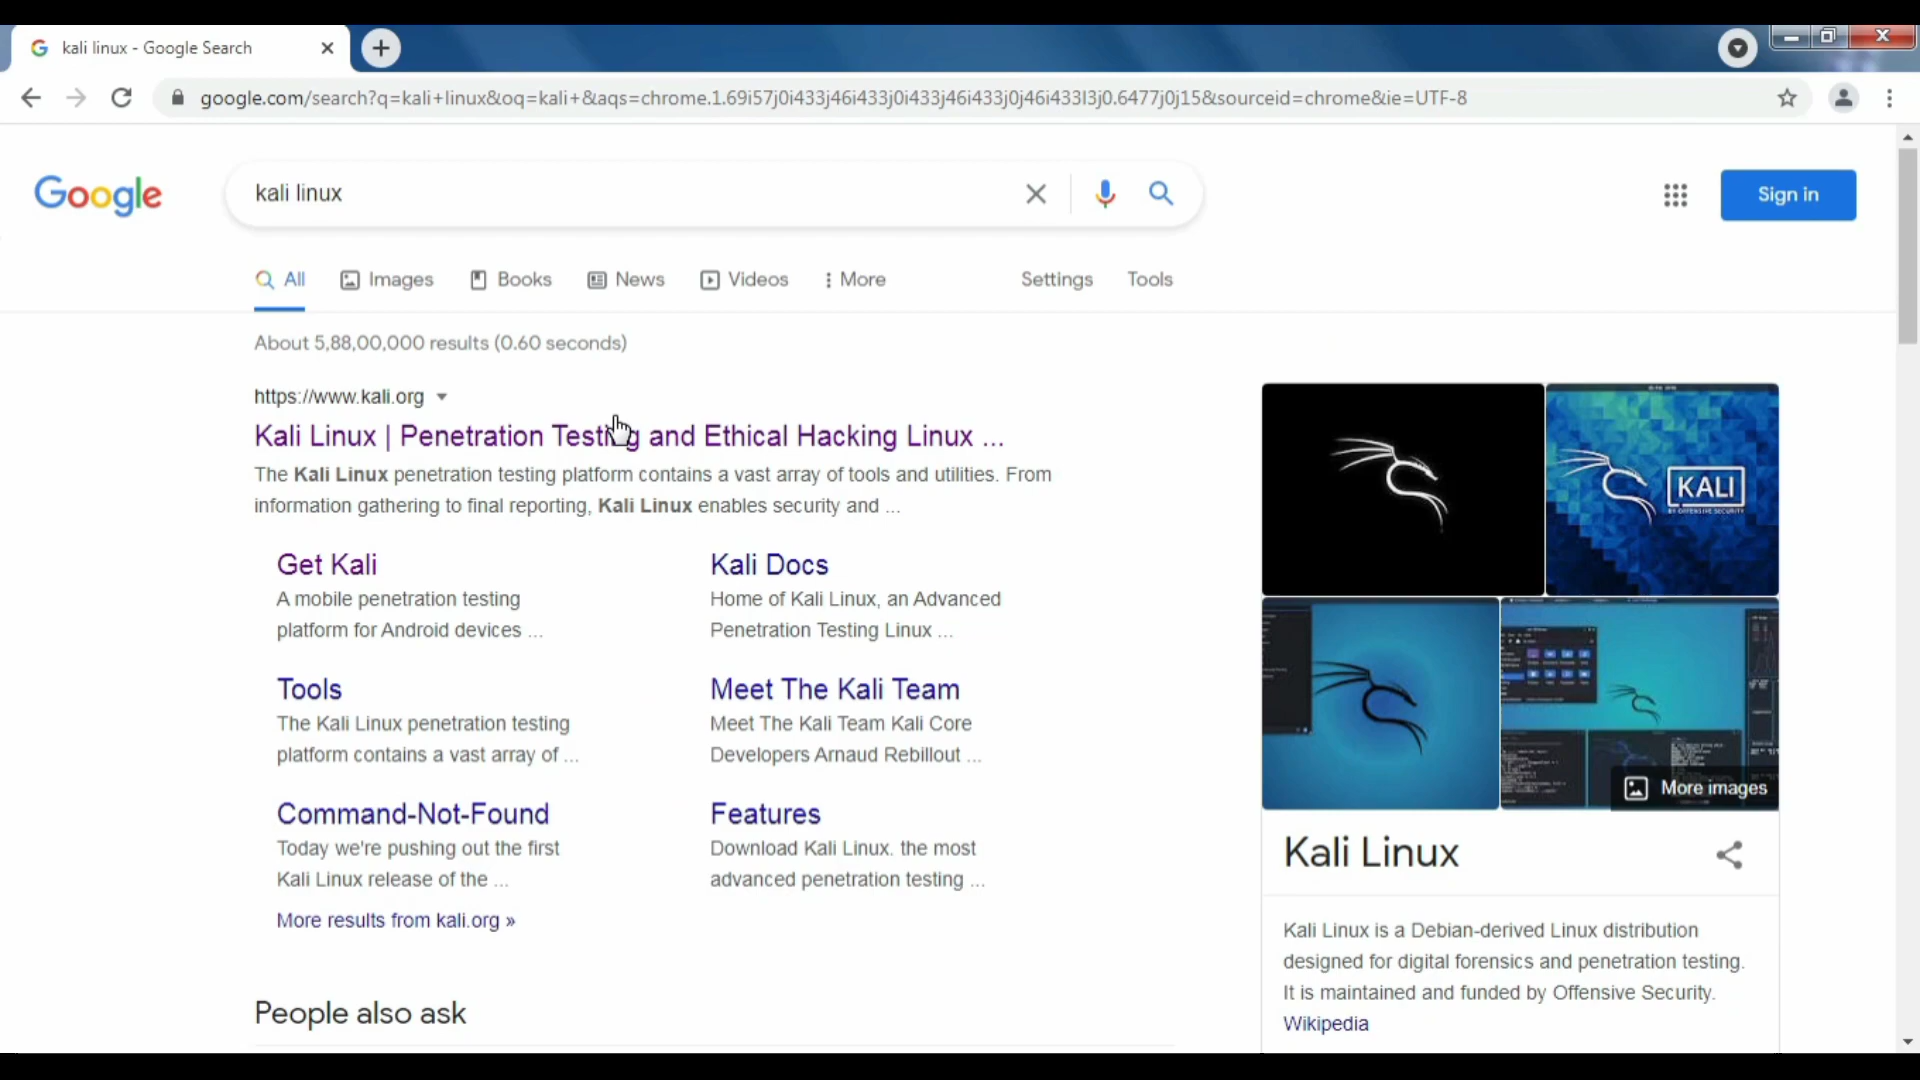 kali linux - Google Search
google.com/search?q=kali+linux&oq=kali+&aqs=chrome.1.69i57j0i433j46i433j0i433j46i433j0j46i433l3j0.6477j0j15&sourceid=chrome&ie=UTF-8
Google
kali linux
Sign in
All
Images
Books
News
Videos
More
Settings
Tools
About 5,88,00,000 results (0.60 seconds)
https://www.kali.org
Kali Linux | Penetration Testing and Ethical Hacking Linux ...
The Kali Linux penetration testing platform contains a vast array of tools and utilities. From
information gathering to final reporting, Kali Linux enables security and ...
Get Kali
A mobile penetration testing
platform for Android devices ...
Kali Docs
Home of Kali Linux, an Advanced
Penetration Testing Linux ...
Tools
The Kali Linux penetration testing
platform contains a vast array of ...
Meet The Kali Team
Meet The Kali Team Kali Core
Developers Arnaud Rebillout ...
Command-Not-Found
Today we're pushing out the first
Kali Linux release of the ...
Features
Download Kali Linux. the most
advanced penetration testing ...
More results from kali.org »
People also ask
KALI
BY OFFENSIVE SECURITY
More images
Kali Linux
Kali Linux is a Debian-derived Linux distribution
designed for digital forensics and penetration testing.
It is maintained and funded by Offensive Security.
Wikipedia